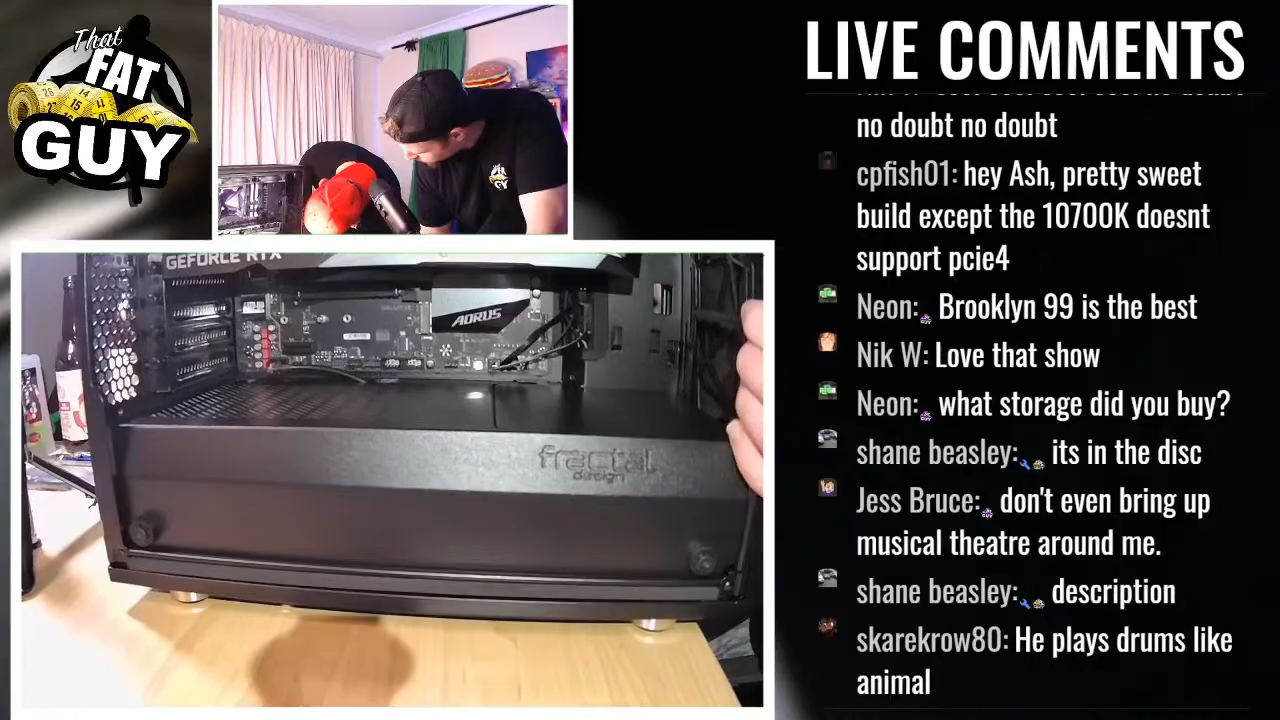 That
FAT
GUY
LIVE COMMENTS
no doubt no doubt
cpfish01: hey Ash, pretty sweet
build except the 10700K doesnt
support pcie4
Neon: Brooklyn 99 is the best
Nik W: Love that show
Neon: what storage did you buy?
shane beasley: its in the disc
Jess Bruce: don't even bring up
musical theatre around me.
shane beasley: description
skarekrow80: He plays drums like
animal
GEFORCE RTX
AORUS
fractal
design